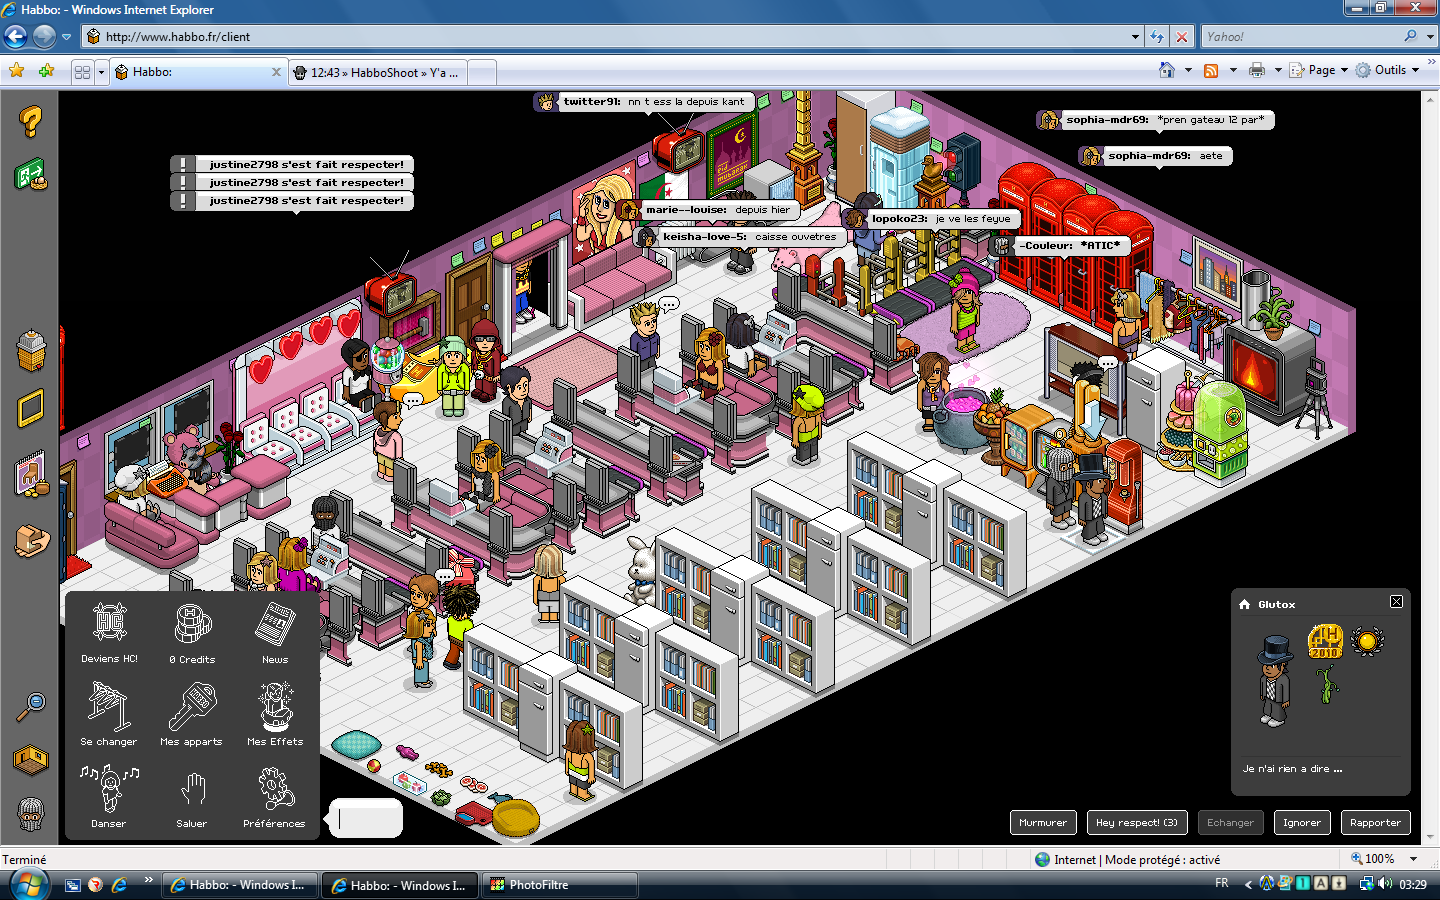 Habbo: - Windows Internet Explorer
http://www.habbo.fr/client
Yahoo!
Habbo:
12:43 » HabboShoot » Y'a ...
Page
Outils
twitter91: nn t ess la depuis kant
sophia-mdr69: *pren gateau 12 par*
sophia-mdr69: aete
justine2798 s'est fait respecter!
justine2798 s'est fait respecter!
justine2798 s'est fait respecter!
marie--louise: depuis hier
lopoko23: je ve les feyue
keisha-love-5: caisse ouvetres
-Couleur: *ATIC*
eid mubarak
HC
Deviens HC!
0 Credits
News
NEWS
Se changer
Mes apparts
Mes Effets
Danser
Saluer
Préférences
Glutox
2010
Je n'ai rien a dire ...
Murmurer
Hey respect! (3)
Echanger
Ignorer
Rapporter
Terminé
Internet | Mode protégé : activé
100%
Habbo: - Windows I...
Habbo: - Windows I...
PhotoFiltre
FR
03:29